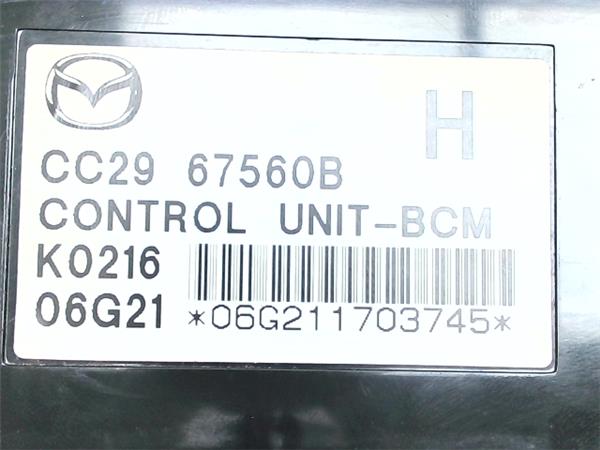 H
CC29 67560B
CONTROL UNIT-BCM
K0216
06G21 *06G211703745*